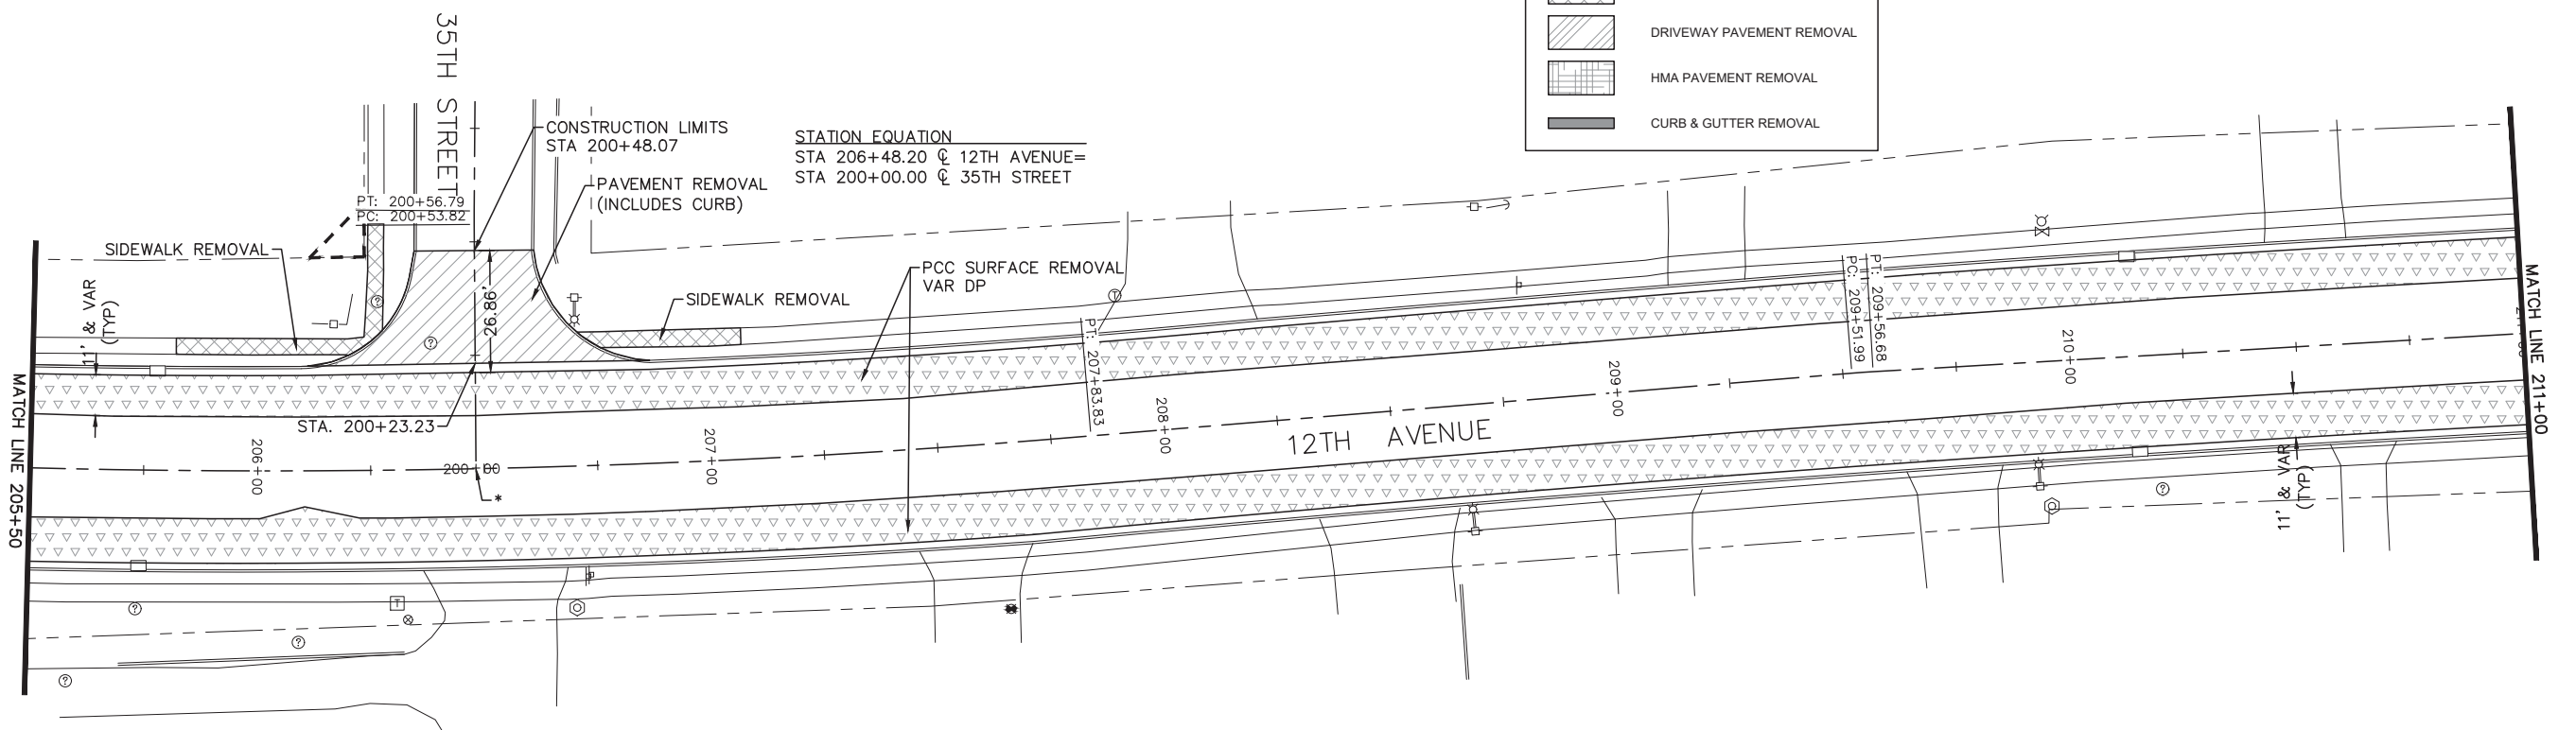 35TH STREET
DRIVEWAY PAVEMENT REMOVAL
HMA PAVEMENT REMOVAL
CURB & GUTTER REMOVAL
CONSTRUCTION LIMITS
STA 200+48.07
STATION EQUATION
STA 206+48.20 ℄ 12TH AVENUE=
STA 200+00.00 ℄ 35TH STREET
PAVEMENT REMOVAL
(INCLUDES CURB)
PT: 200+56.79
PC: 200+53.82
SIDEWALK REMOVAL
26.86'
SIDEWALK REMOVAL
PCC SURFACE REMOVAL
VAR DP
11' & VAR
(TYP)
MATCH LINE 205+50
STA. 200+23.23
206+00
200+00
*
207+00
PT: 207+83.83
208+00
12TH AVENUE
209+00
PC: 209+51.99
PT: 209+56.68
210+00
11' & VAR
(TYP)
MATCH LINE 211+00
T
T
?
?
?
?
?
?